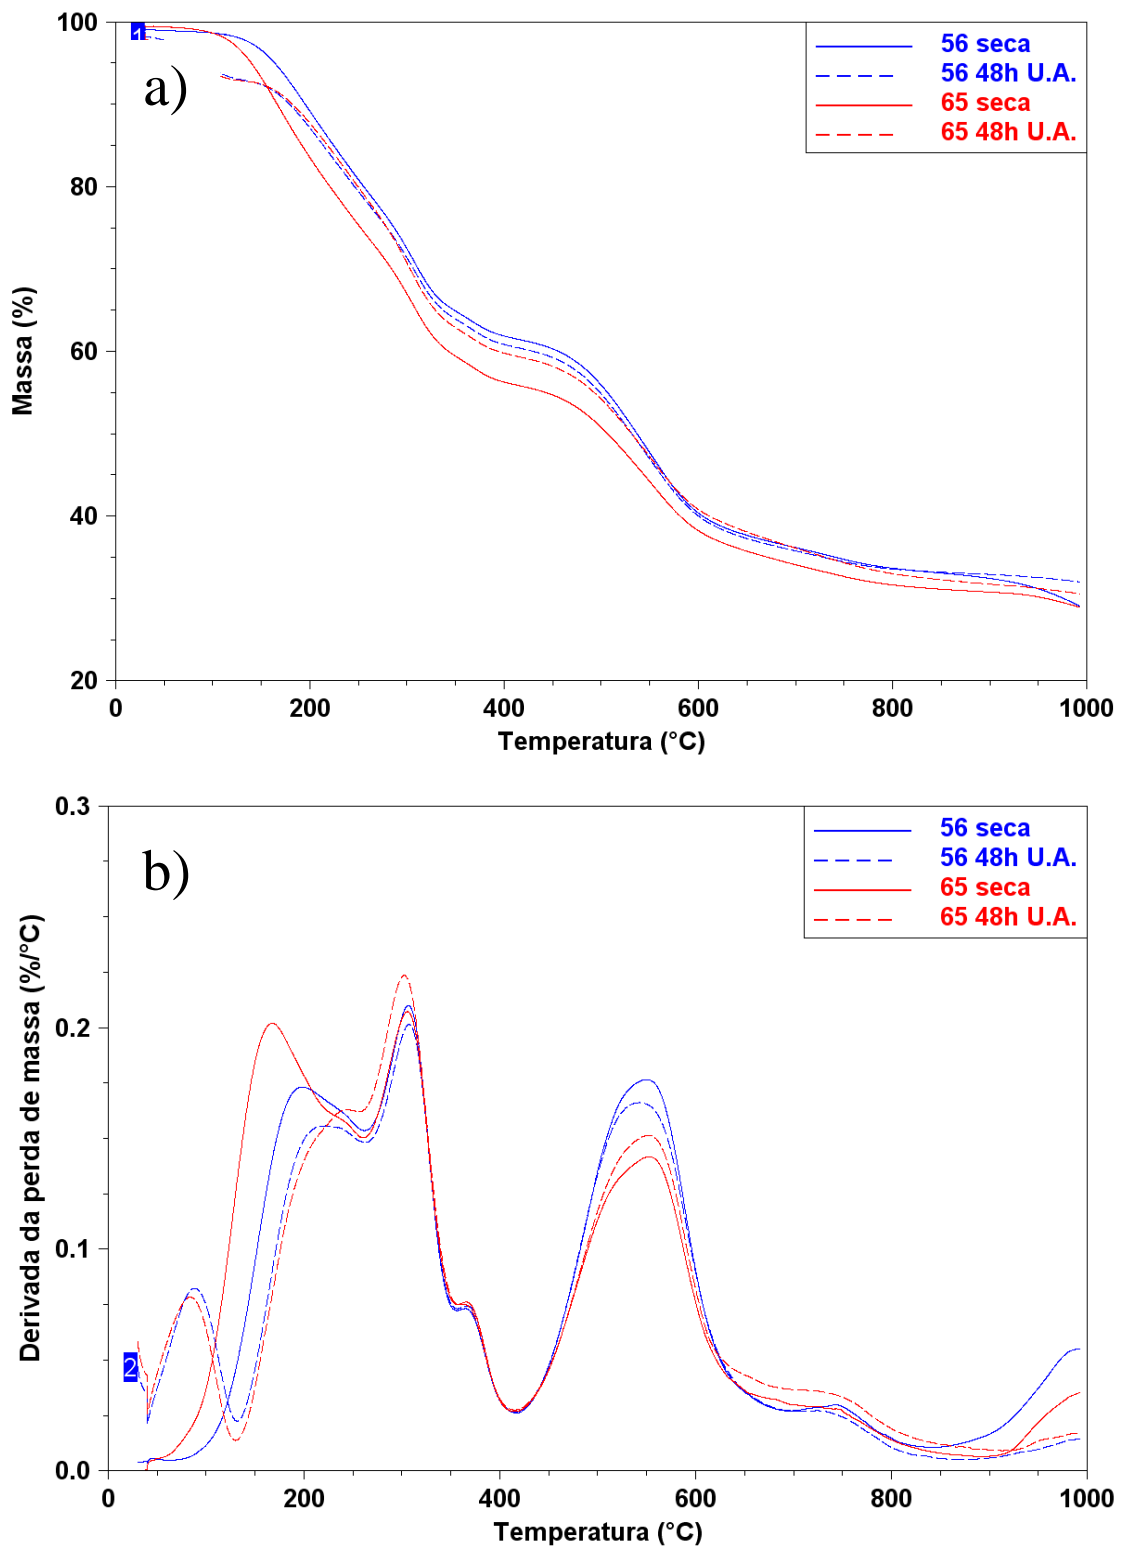 100
1
a)
56 seca
56 48h U.A.
65 seca
65 48h U.A.
80
60
40
20
Massa (%)
0
200
400
600
800
1000
Temperatura (°C)
0.3
b)
56 seca
56 48h U.A.
65 seca
65 48h U.A.
0.2
0.1
2
0.0
Derivada da perda de massa (%/°C)
0
200
400
600
800
1000
Temperatura (°C)